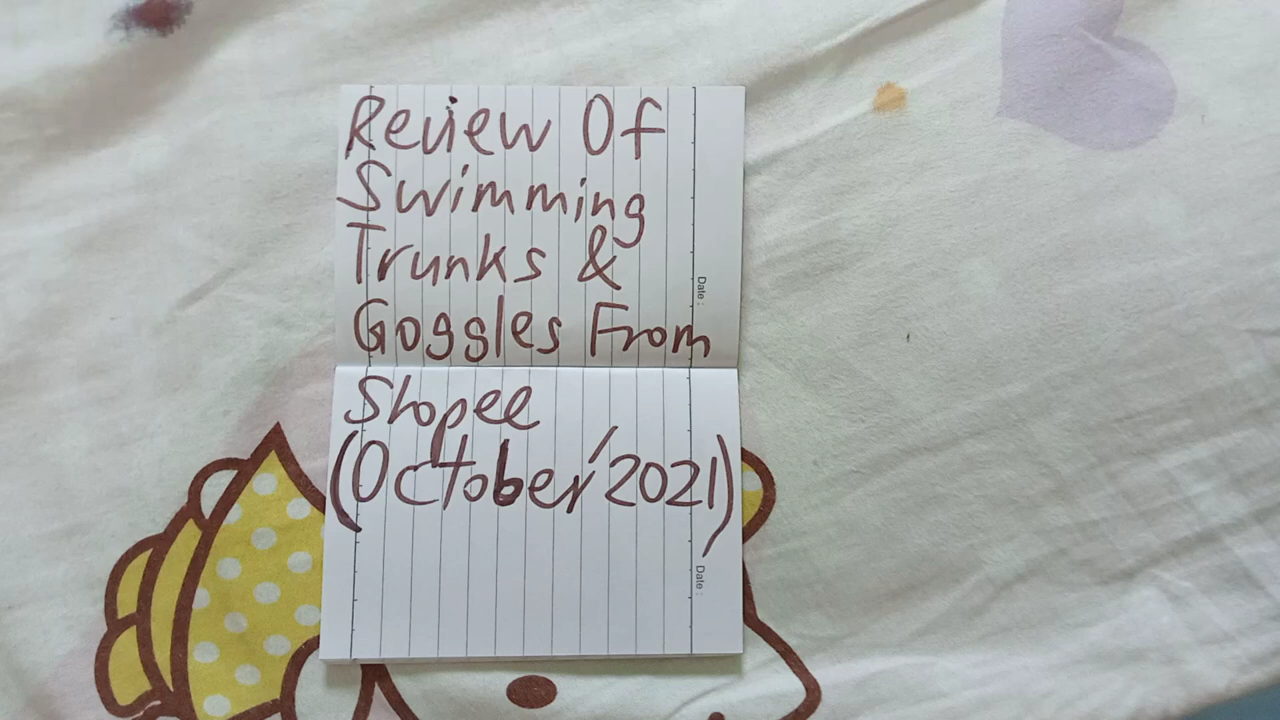 Review Of
Swimming
Trunks &
Goggles From
Shopee
(October'2021)
Date :
Date :